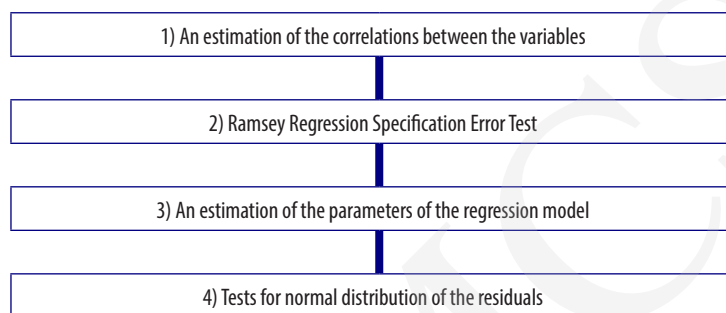 1) An estimation of the correlations between the variables
2) Ramsey Regression Specification Error Test
3) An estimation of the parameters of the regression model
4) Tests for normal distribution of the residuals